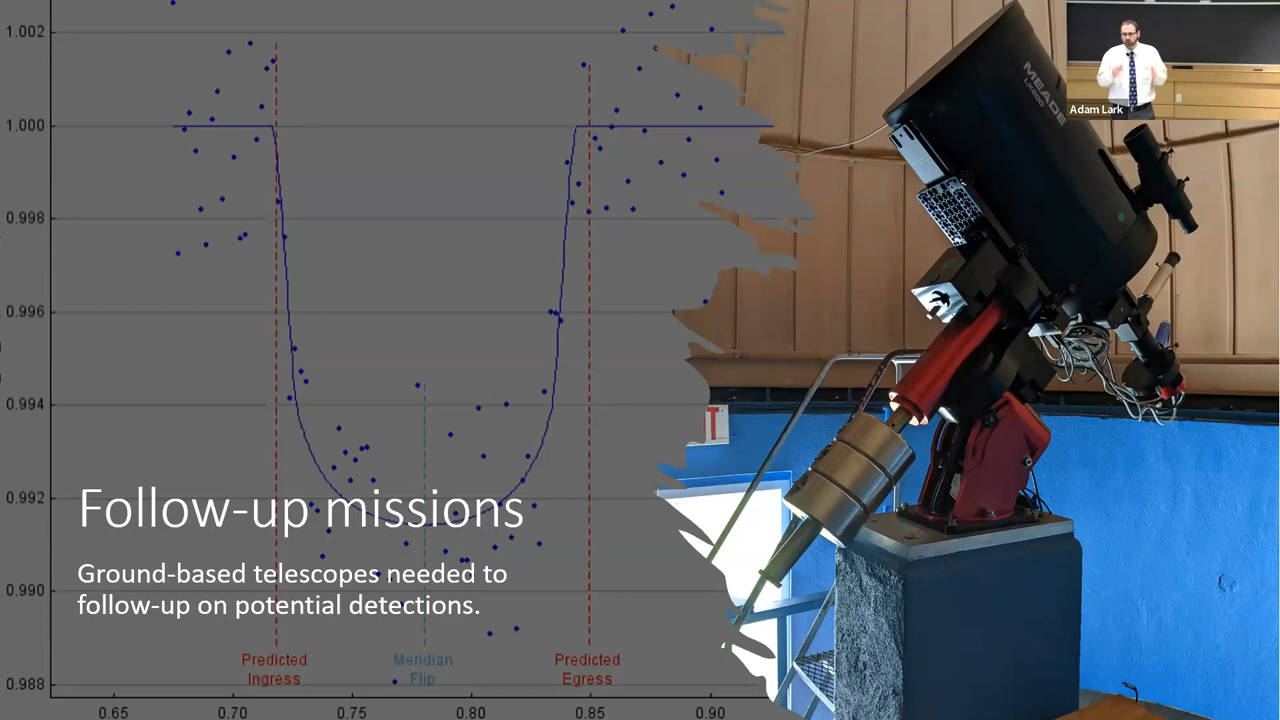 1.002
1.000
0.998
0.996
0.994
0.992
0.990
0.988
0.65
0.70
0.75
0.80
0.85
0.90
Predicted
Ingress
Meridian
Flip
Predicted
Egress
Follow-up missions
Ground-based telescopes needed to
follow-up on potential detections.
MEADE
LX200
T
Adam Lark